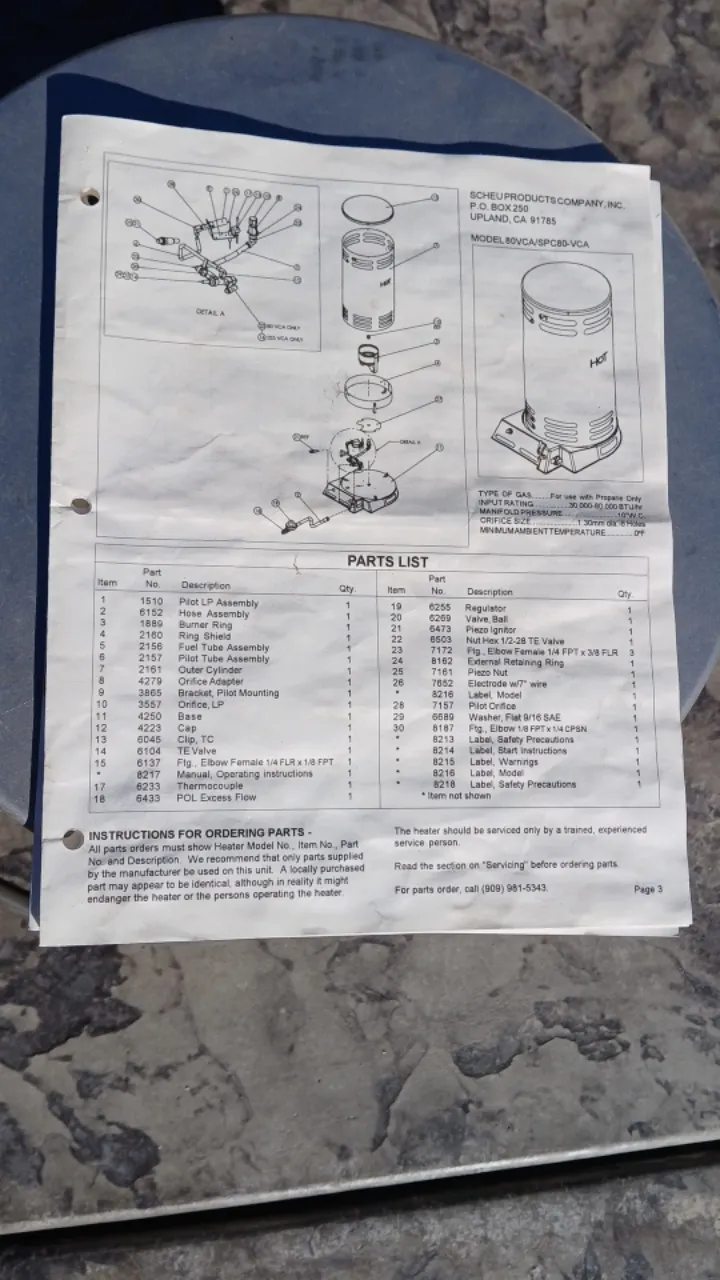 SCHEU PRODUCTS COMPANY, INC.
P.O. BOX 250
UPLAND, CA 91785
MODEL 80VCA/SPC80-VCA
DETAIL A
80 VCA ONLY
255 VCA ONLY
HOT
DETAIL A
HOT
TYPE OF GAS.....For use with Propane Only
INPUT RATING..........30,000-80,000 BTU/hr
MANIFOLD PRESSURE..............10"W.C.
ORIFICE SIZE............1.30mm dia.-8 Holes
MINIMUM AMBIENT TEMPERATURE........0°F
PARTS LIST
Item Part No. Description Qty. Item Part No. Description Qty.
1 1510 Pilot LP Assembly 1
2 6152 Hose Assembly 1
3 1889 Burner Ring 1
4 2160 Ring Shield 1
5 2156 Fuel Tube Assembly 1
6 2157 Pilot Tube Assembly 1
7 2161 Outer Cylinder 1
8 4279 Orifice Adapter 1
9 3865 Bracket, Pilot Mounting 1
10 3557 Orifice, LP 1
11 4250 Base 1
12 4223 Cap 1
13 6045 Clip, TC 1
14 6104 TE Valve 1
15 6137 Ftg., Elbow Female 1/4 FLR x 1/8 FPT 1
* 8217 Manual, Operating instructions 1
17 6233 Thermocouple 1
18 6433 POL Excess Flow 1
19 6255 Regulator 1
20 6269 Valve, Ball 1
21 6473 Piezo Ignitor 1
22 6503 Nut Hex 1/2-28 TE Valve 1
23 7172 Ftg., Elbow Female 1/4 FPT x 3/8 FLR 3
24 8162 External Retaining Ring 1
25 7161 Piezo Nut 1
26 7652 Electrode w/7" wire 1
* 8216 Label, Model 1
28 7157 Pilot Orifice 1
29 6689 Washer, Flat 9/16 SAE 1
30 8187 Ftg., Elbow 1/8 FPT x 1/4 CPSN 1
* 8213 Label, Safety Precautions 1
* 8214 Label, Start Instructions 1
* 8215 Label, Warnings 1
* 8216 Label, Model 1
* 8218 Label, Safety Precautions 1
* Item not shown
INSTRUCTIONS FOR ORDERING PARTS -
All parts orders must show Heater Model No., Item No., Part
No. and Description. We recommend that only parts supplied
by the manufacturer be used on this unit. A locally purchased
part may appear to be identical, although in reality it might
endanger the heater or the persons operating the heater.
The heater should be serviced only by a trained, experienced
service person.
Read the section on "Servicing" before ordering parts.
For parts order, call (909) 981-5343.
Page 3